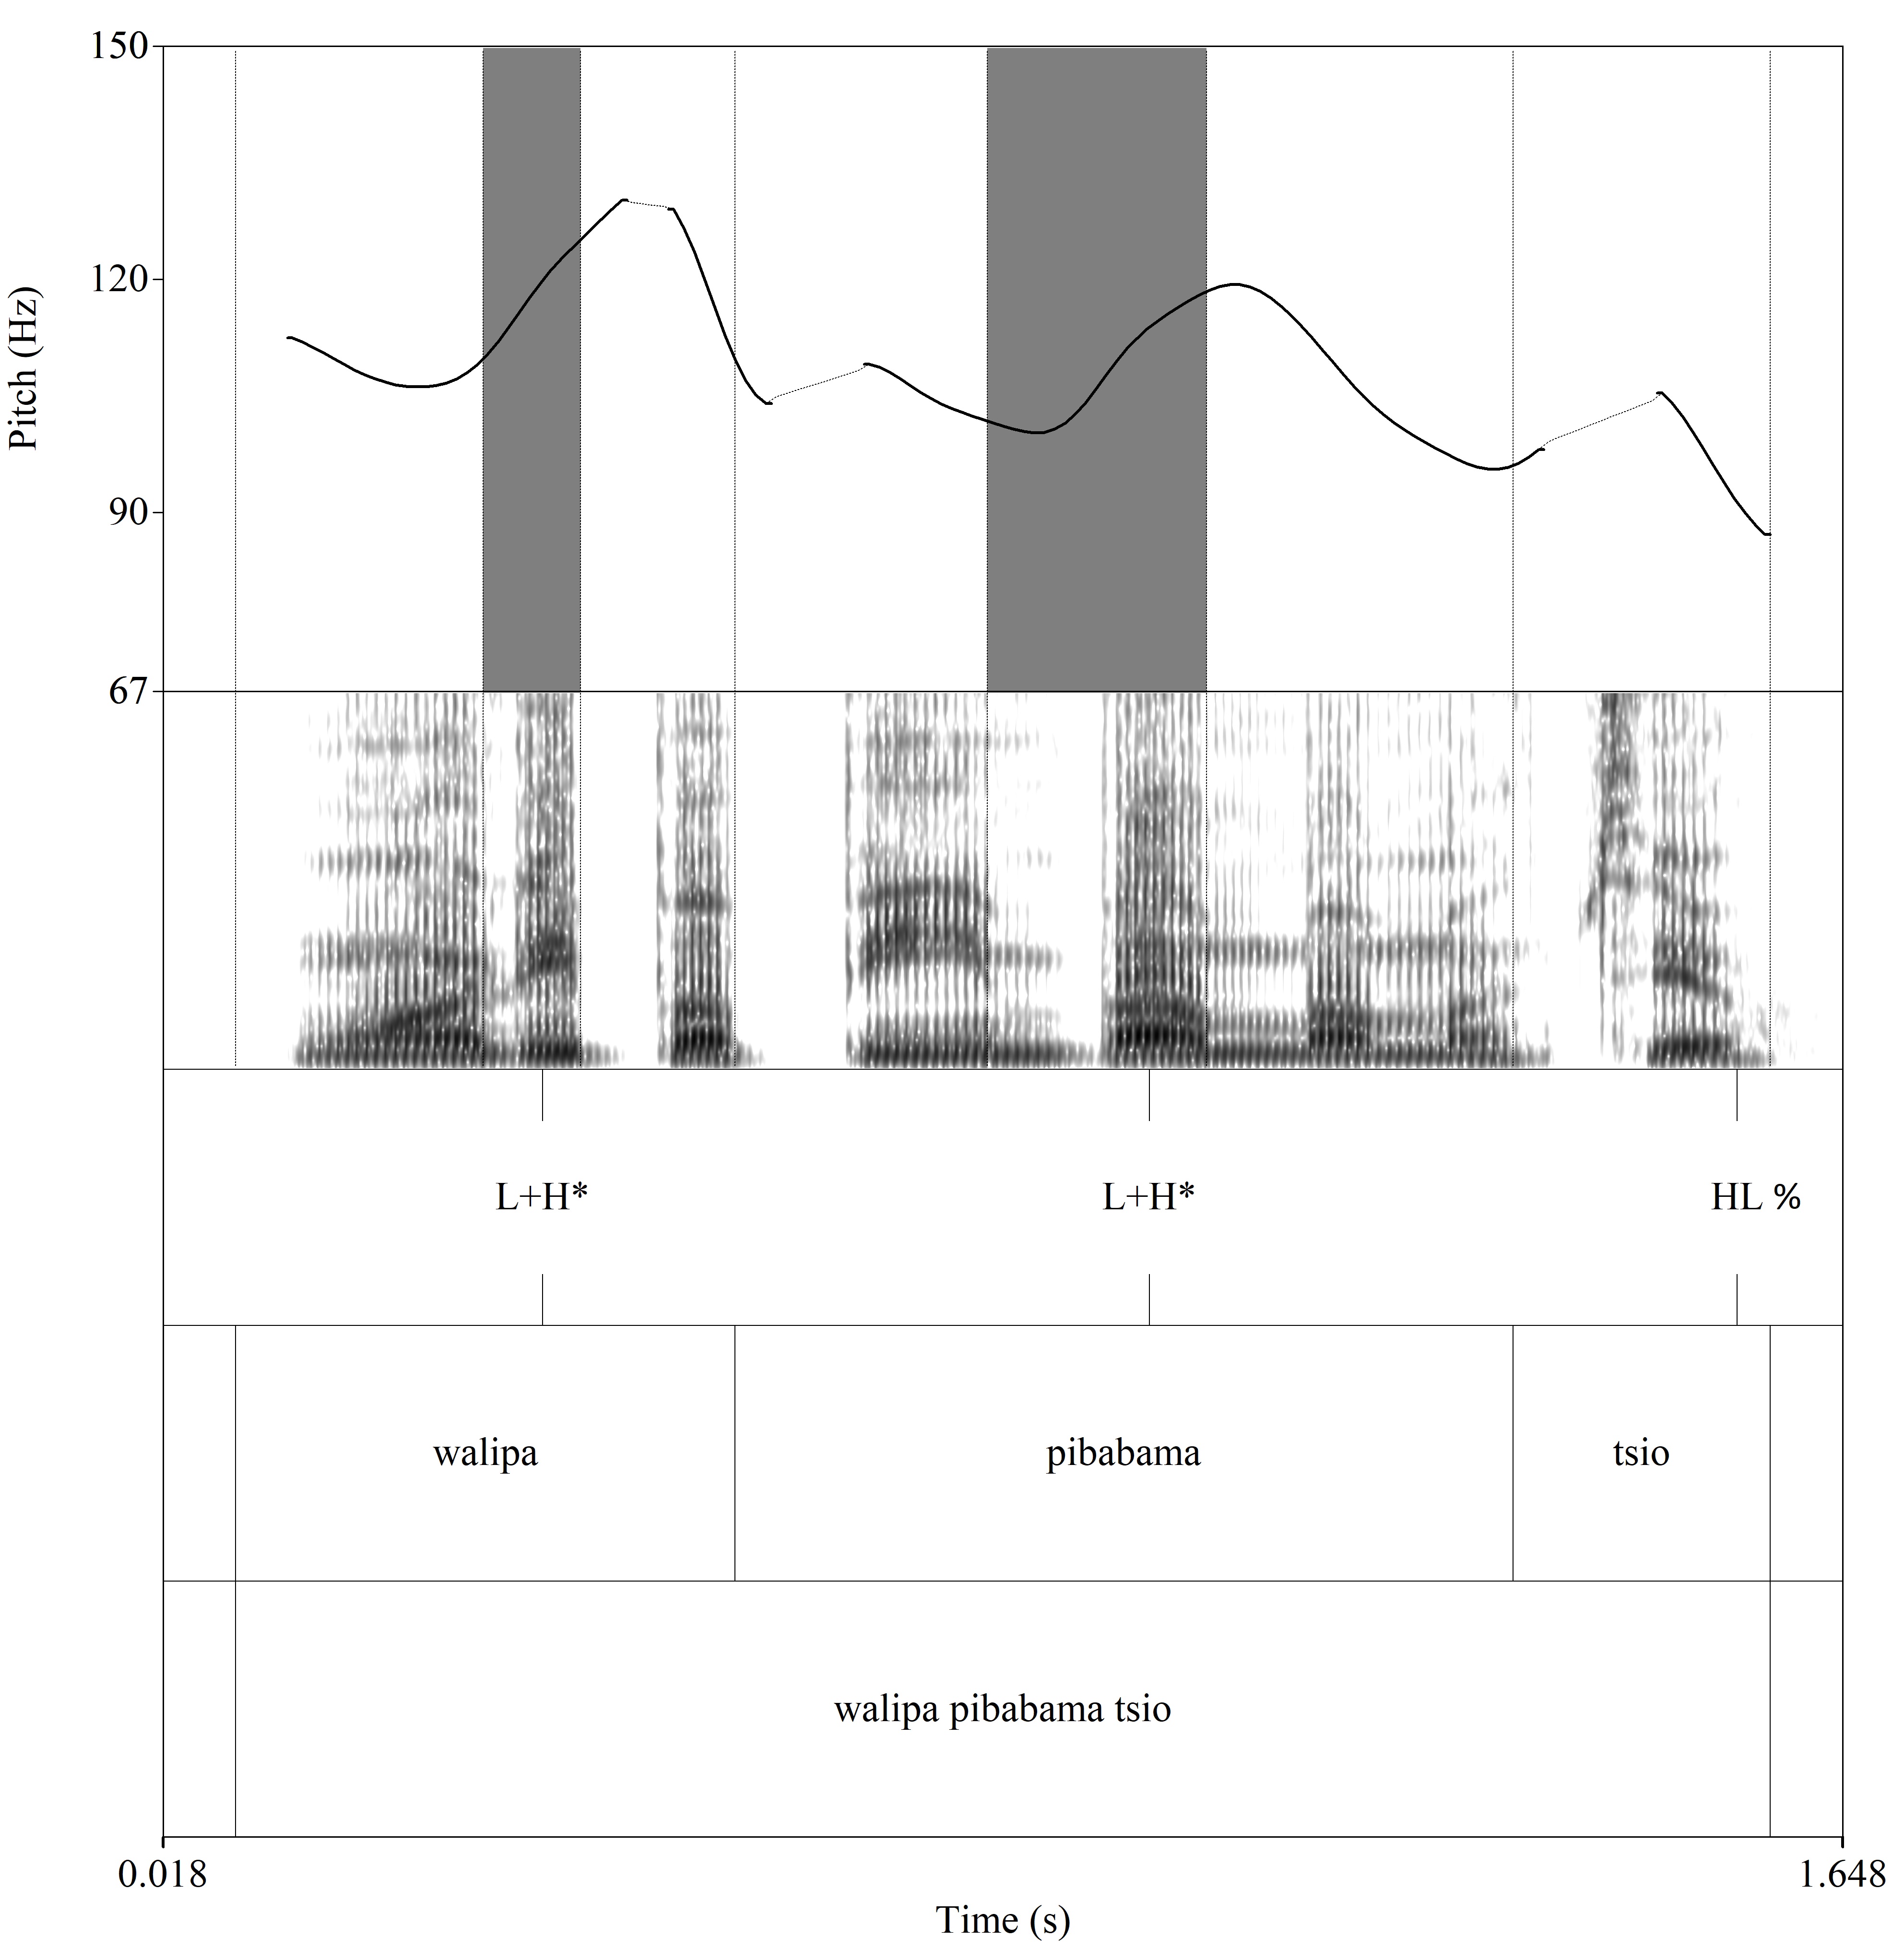 150
120
90
67
Pitch (Hz)
L+H* L+H* HL %
walipa pibabama tsio
walipa pibabama tsio
0.018 1.648
Time (s)